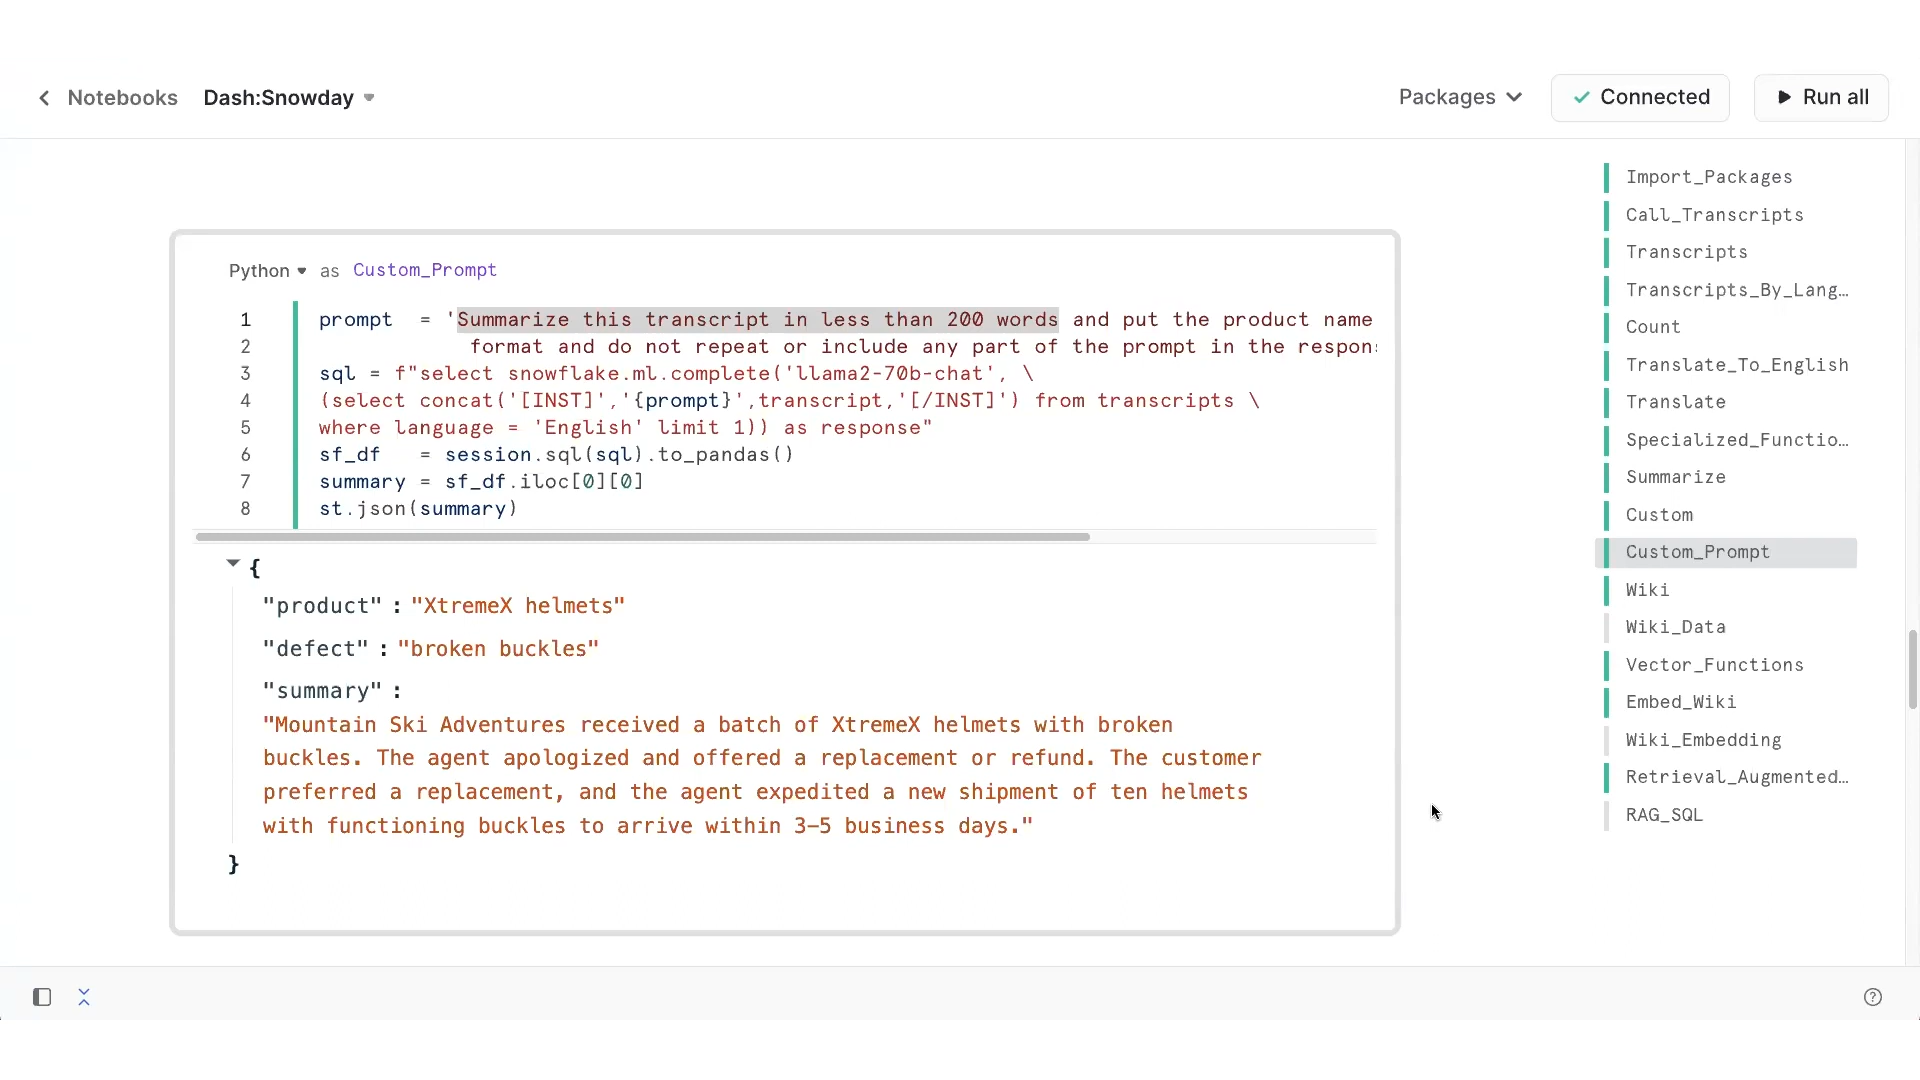 Notebooks Dash:Snowday Packages Connected Run all
Python as Custom_Prompt
1 prompt = 'Summarize this transcript in less than 200 words and put the product name
2 format and do not repeat or include any part of the prompt in the respon
3 sql = f"select snowflake.ml.complete('llama2-70b-chat', \
4 (select concat('[INST]','{prompt}',transcript,'[/INST]') from transcripts \
5 where language = 'English' limit 1)) as response"
6 sf_df = session.sql(sql).to_pandas()
7 summary = sf_df.iloc[0][0]
8 st.json(summary)
{
"product" : "XtremeX helmets"
"defect" : "broken buckles"
"summary" :
"Mountain Ski Adventures received a batch of XtremeX helmets with broken
buckles. The agent apologized and offered a replacement or refund. The customer
preferred a replacement, and the agent expedited a new shipment of ten helmets
with functioning buckles to arrive within 3–5 business days."
}
Import_Packages
Call_Transcripts
Transcripts
Transcripts_By_Lang…
Count
Translate_To_English
Translate
Specialized_Functio…
Summarize
Custom
Custom_Prompt
Wiki
Wiki_Data
Vector_Functions
Embed_Wiki
Wiki_Embedding
Retrieval_Augmented…
RAG_SQL